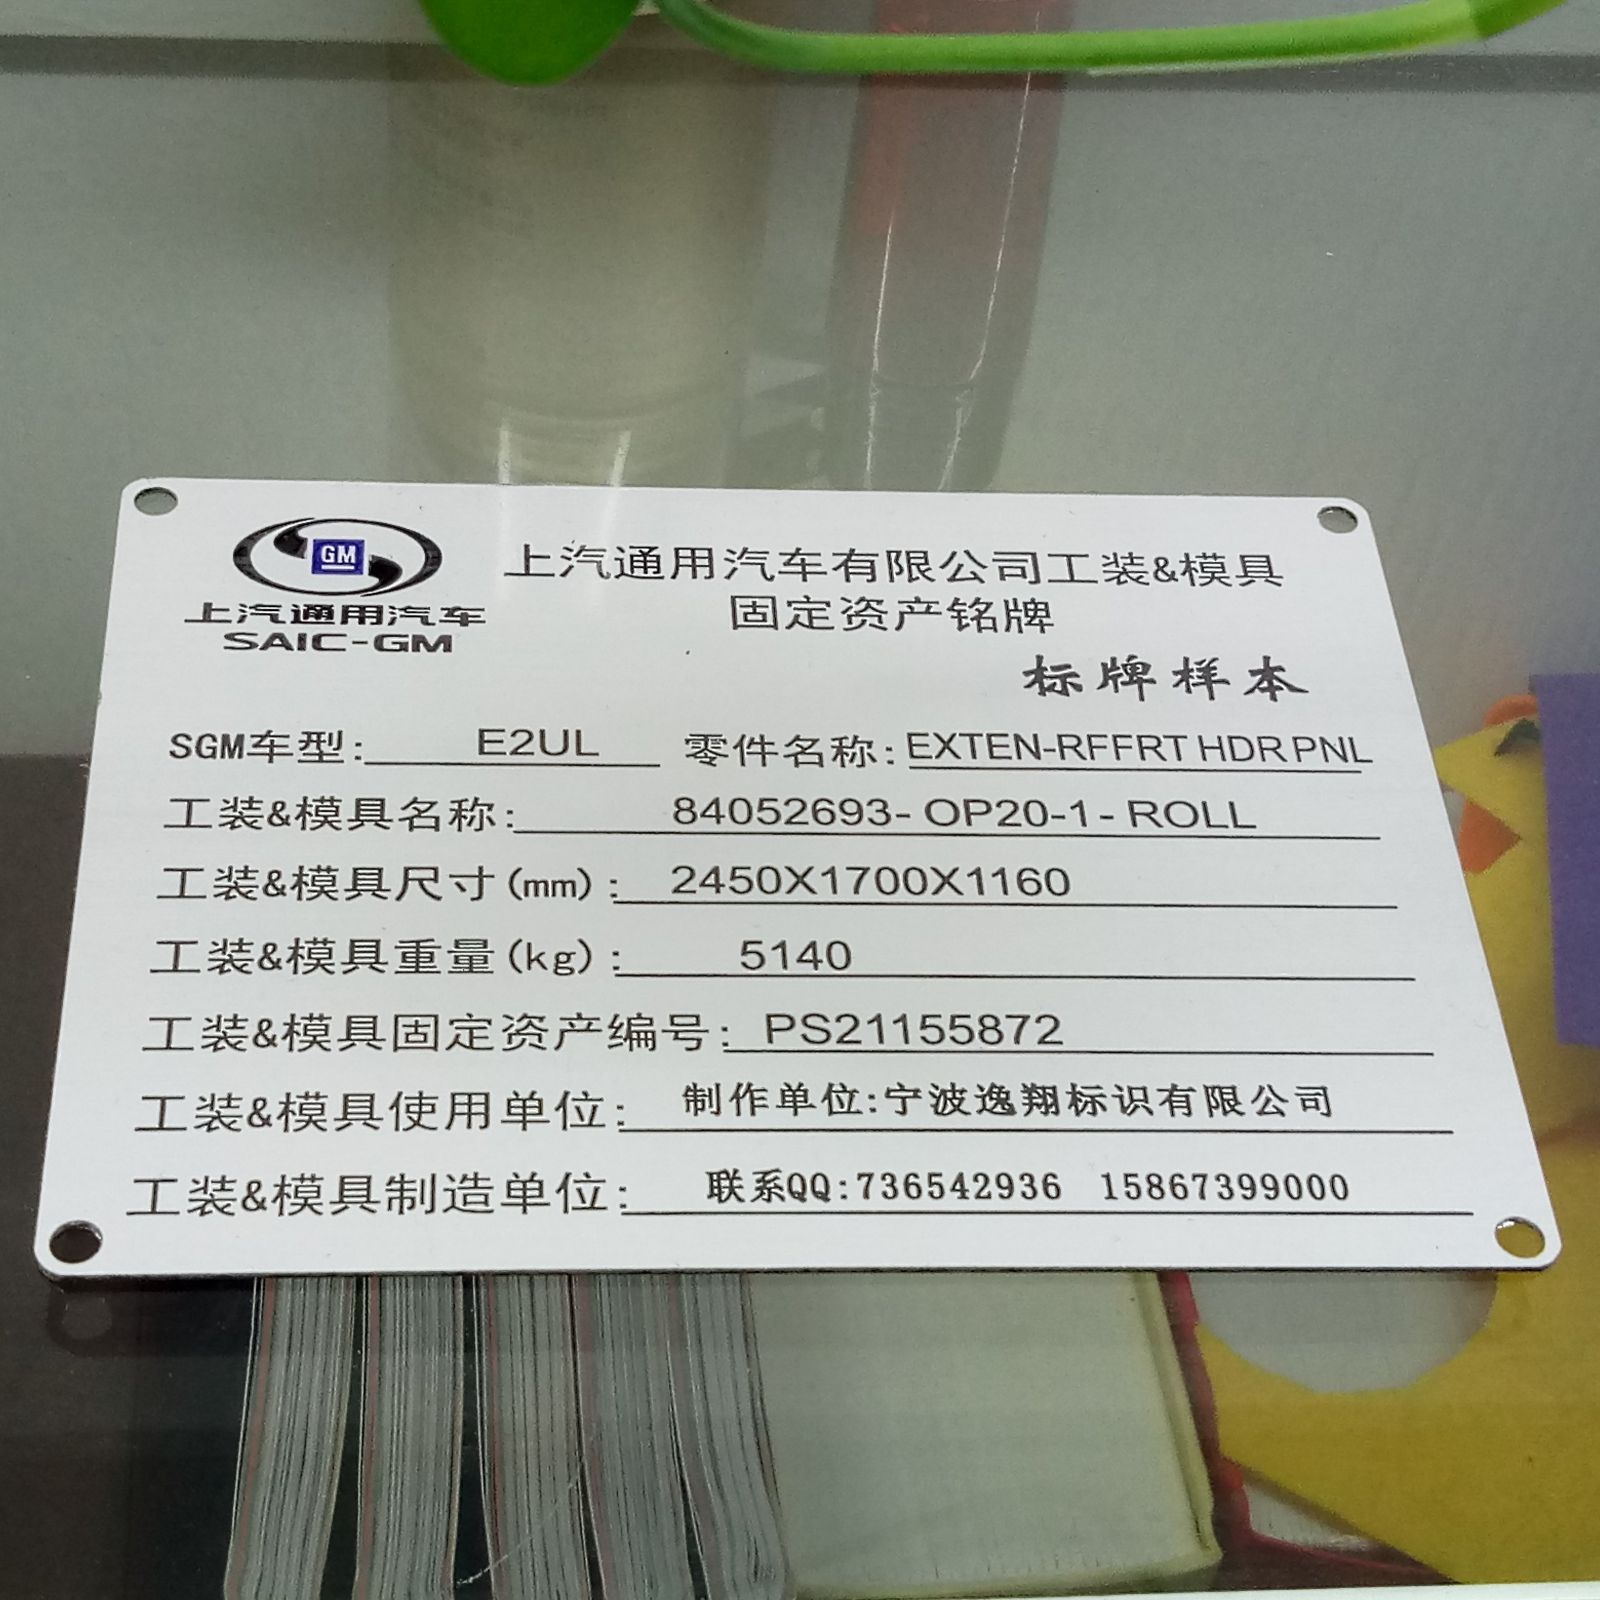 GM
上汽通用汽车
SAIC-GM
上汽通用汽车有限公司工装&模具
固定资产铭牌
标牌样本
SGM车型: E2UL 零件名称: EXTEN-RFFRT HDR PNL
工装&模具名称: 84052693- OP20-1- ROLL
工装&模具尺寸(mm): 2450X1700X1160
工装&模具重量(kg): 5140
工装&模具固定资产编号: PS21155872
工装&模具使用单位: 制作单位:宁波逸翔标识有限公司
工装&模具制造单位: 联系QQ:736542936 15867399000